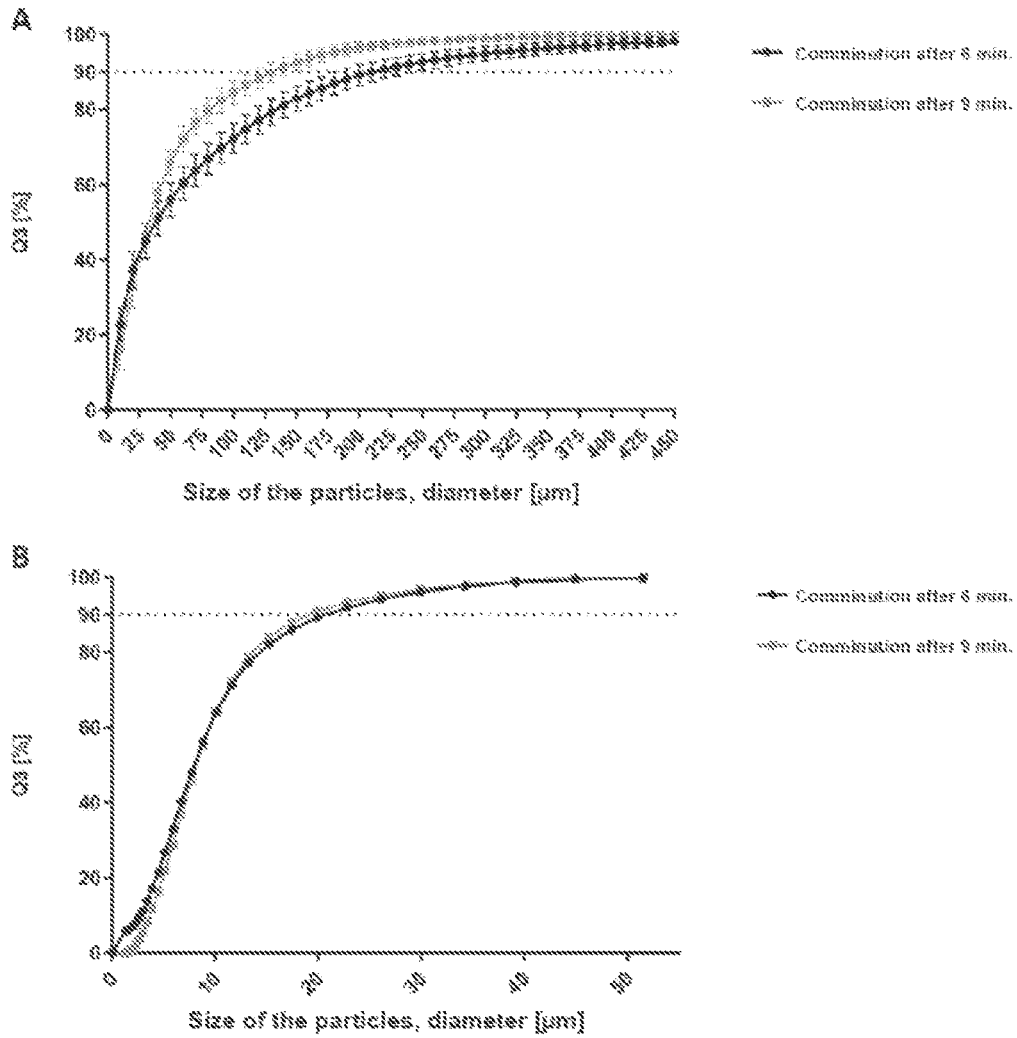 A
100
90
80
60
40
20
0
Q3 [%]
0 25 50 75 100 125 150 175 200 225 250 275 300 325 350 375 400 425 450
Size of the particles, diameter [µm]
Comminution after 6 min.
Comminution after 9 min.
B
100
90
80
60
40
20
0
Q3 [%]
0 10 20 30 40 50
Size of the particles, diameter [µm]
Comminution after 6 min.
Comminution after 9 min.